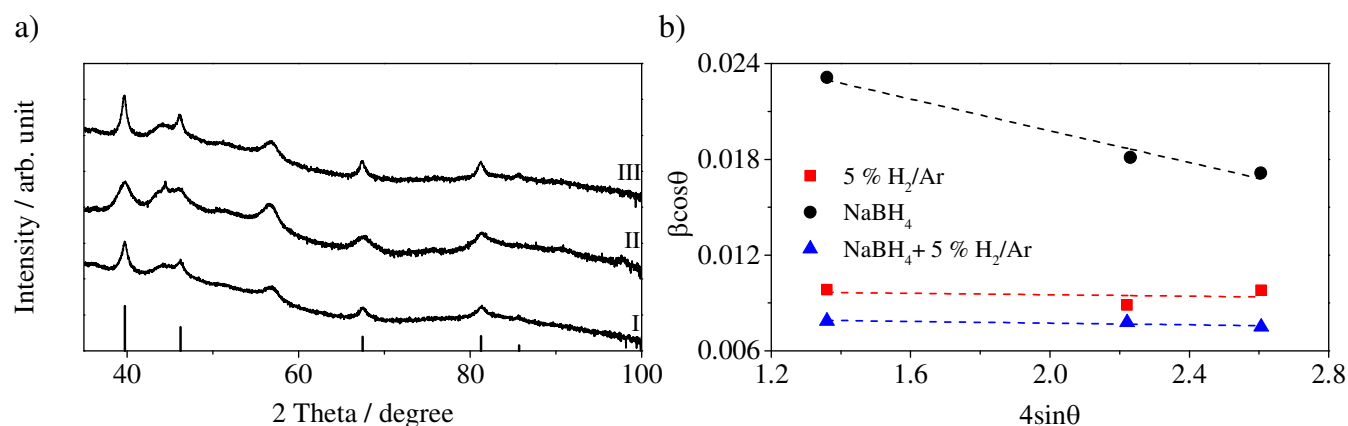 a)
Intensity / arb. unit
III
II
I
40
60
80
100
2 Theta / degree
b)
βcosθ
0.024
0.018
0.012
0.006
5 % H₂/Ar
NaBH₄
NaBH₄+ 5 % H₂/Ar
1.2
1.6
2.0
2.4
2.8
4sinθ